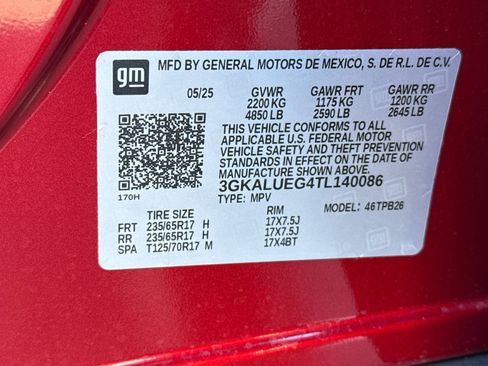 gm
MFD BY GENERAL MOTORS DE MEXICO, S. DE R.L. DE C.V.
05/25 GVWR GAWR FRT GAWR RR
2200 KG 1175 KG 1200 KG
4850 LB 2590 LB 2645 LB
THIS VEHICLE CONFORMS TO ALL
APPLICABLE U.S. FEDERAL MOTOR
VEHICLE SAFETY AND THEFT PREVENTION
STANDARDS IN EFFECT ON THE DATE OF
MANUFACTURE SHOWN ABOVE.
3GKALUEG4TL140086
170H TYPE: MPV MODEL: 46TPB26
TIRE SIZE RIM
FRT 235/65R17 H 17X7.5J
RR 235/65R17 H 17X7.5J
SPA T125/70R17 M 17X4BT